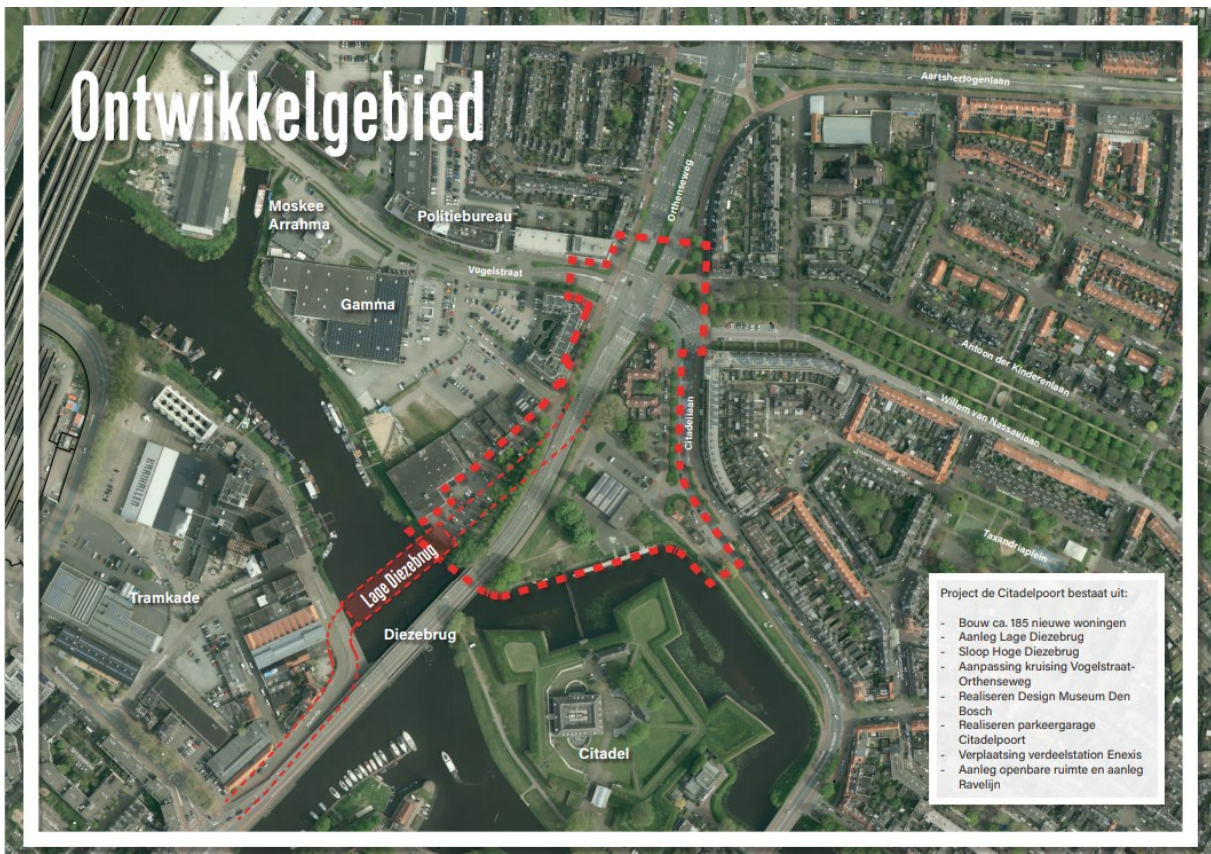 Ontwikkelgebied
Aartshertogenlaan
Orthenseweg
Moskee
Arrahma
Politiebureau
Vogelstraat
Gamma
Antoon der Kinderenlaan
Willem van Nassaulaan
Citadellaan
KAAIHALLEN
Taxandriaplein
Lage Diezebrug
Tramkade
Diezebrug
Citadel
Project de Citadelpoort bestaat uit:
- Bouw ca. 185 nieuwe woningen
- Aanleg Lage Diezebrug
- Sloop Hoge Diezebrug
- Aanpassing kruising Vogelstraat-
Orthenseweg
- Realiseren Design Museum Den
Bosch
- Realiseren parkeergarage
Citadelpoort
- Verplaatsing verdeelstation Enexis
- Aanleg openbare ruimte en aanleg
Ravelijn